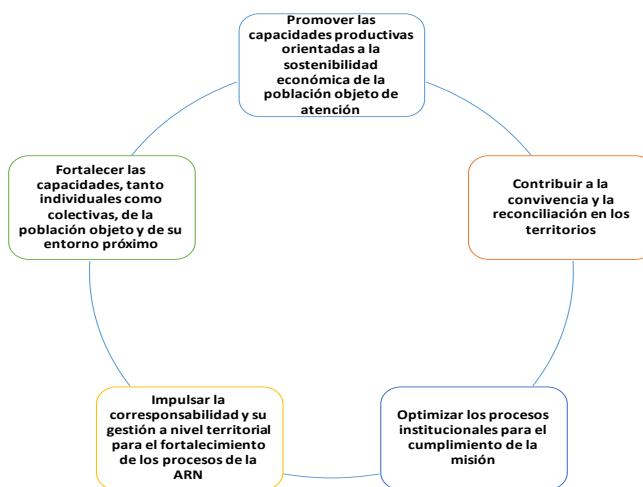 Promover las
capacidades productivas
orientadas a la
sostenibilidad
económica de la
población objeto de
atención
Contribuir a la
convivencia y la
reconciliación en los
territorios
Optimizar los procesos
institucionales para el
cumplimiento de la
misión
Impulsar la
corresponsabilidad y su
gestión a nivel territorial
para el fortalecimiento
de los procesos de la
ARN
Fortalecer las
capacidades, tanto
individuales como
colectivas, de la
población objeto y de su
entorno próximo